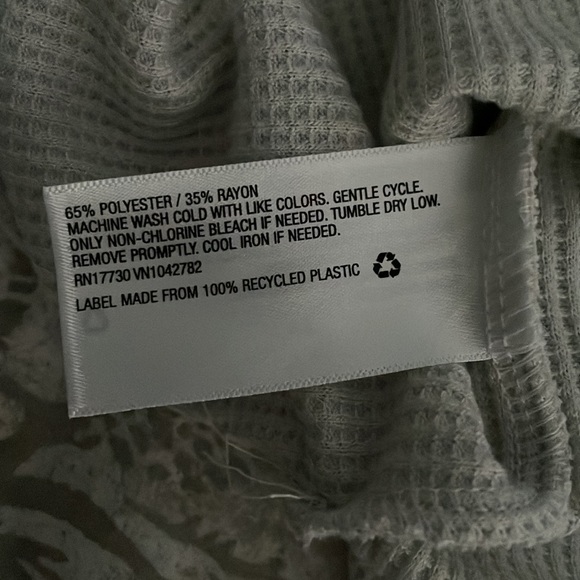 65% POLYESTER / 35% RAYON
MACHINE WASH COLD WITH LIKE COLORS. GENTLE CYCLE.
ONLY NON-CHLORINE BLEACH IF NEEDED. TUMBLE DRY LOW.
REMOVE PROMPTLY. COOL IRON IF NEEDED.
RN17730 VN1042782
LABEL MADE FROM 100% RECYCLED PLASTIC